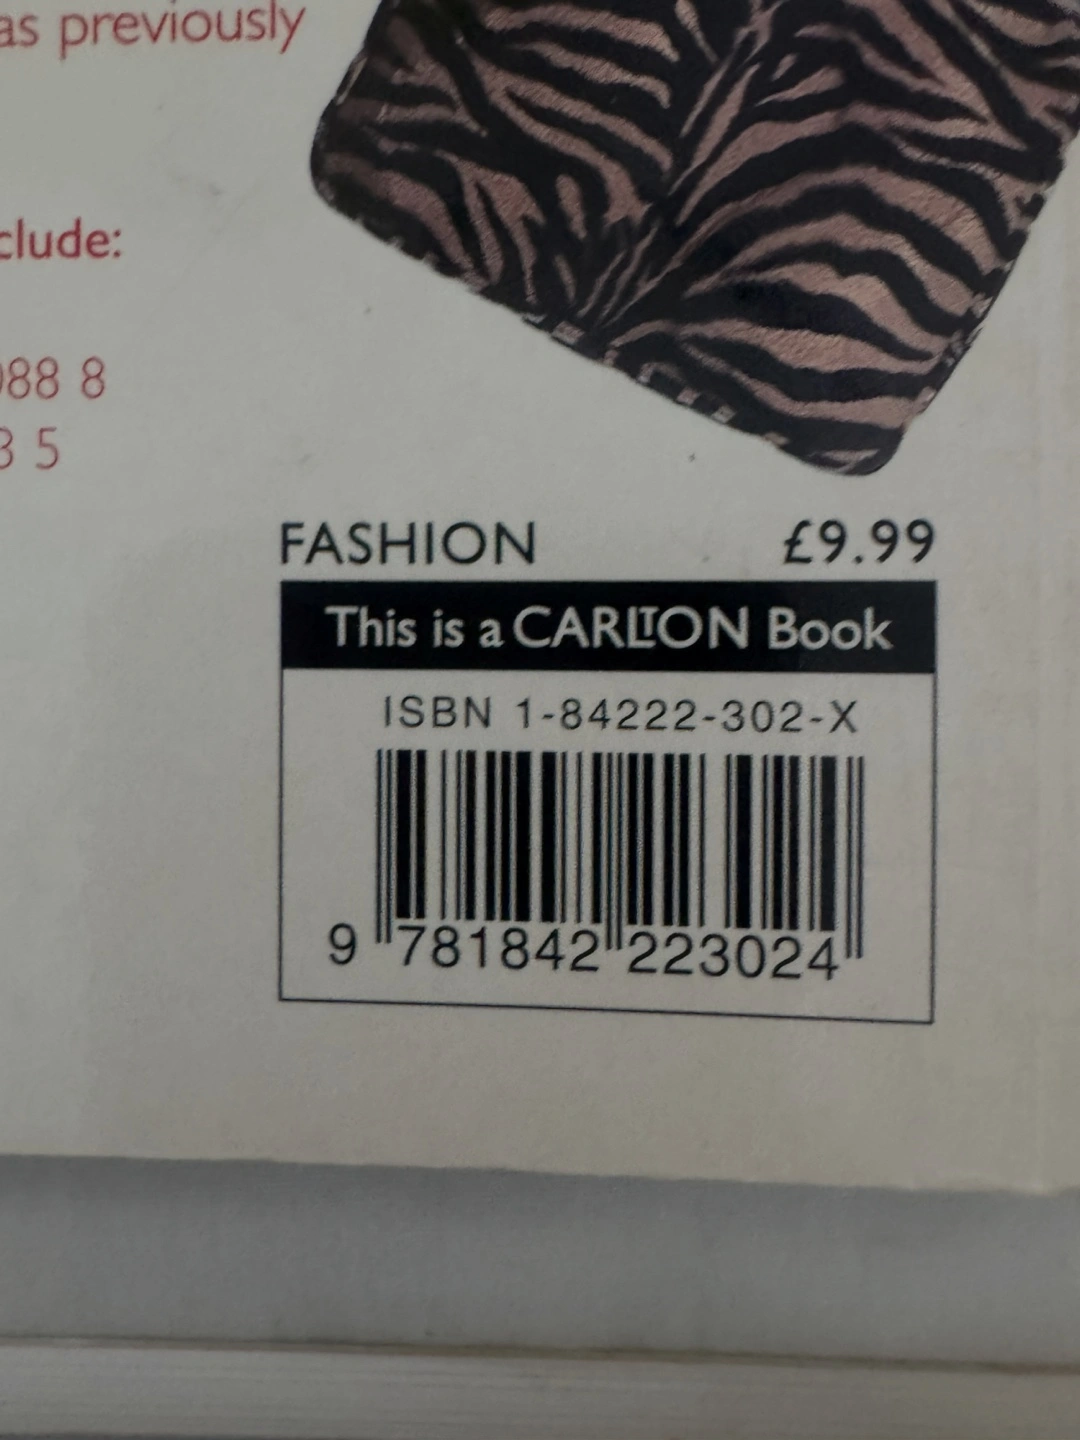 as previously
clude:
088 8
3 5
FASHION £9.99
This is a CARLTON Book
ISBN 1-84222-302-X
9 781842 223024